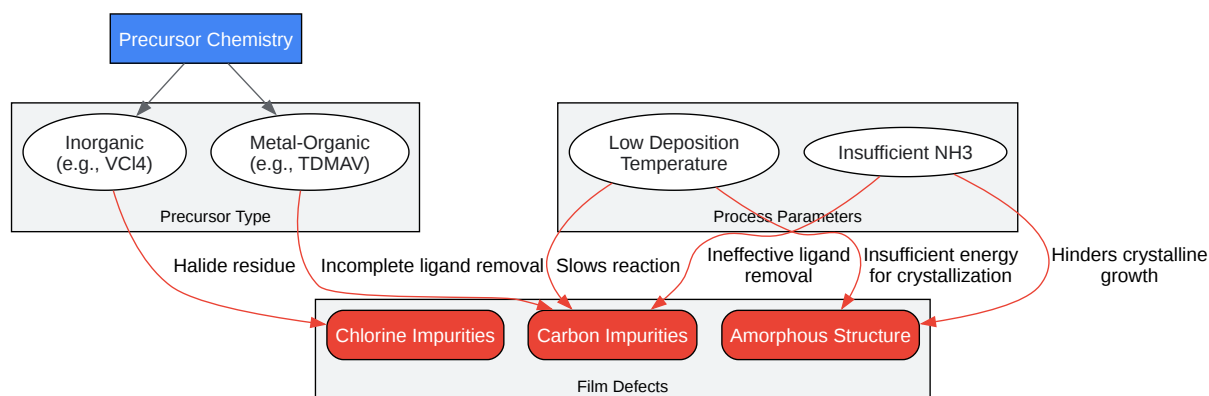 Precursor Chemistry
Inorganic
(e.g., VCl4)
Metal-Organic
(e.g., TDMAV)
Precursor Type
Low Deposition
Temperature
Insufficient NH3
Process Parameters
Halide residue
Incomplete ligand removal
Slows reaction
Ineffective ligand
removal
Insufficient energy
for crystallization
Hinders crystalline
growth
Chlorine Impurities
Carbon Impurities
Amorphous Structure
Film Defects